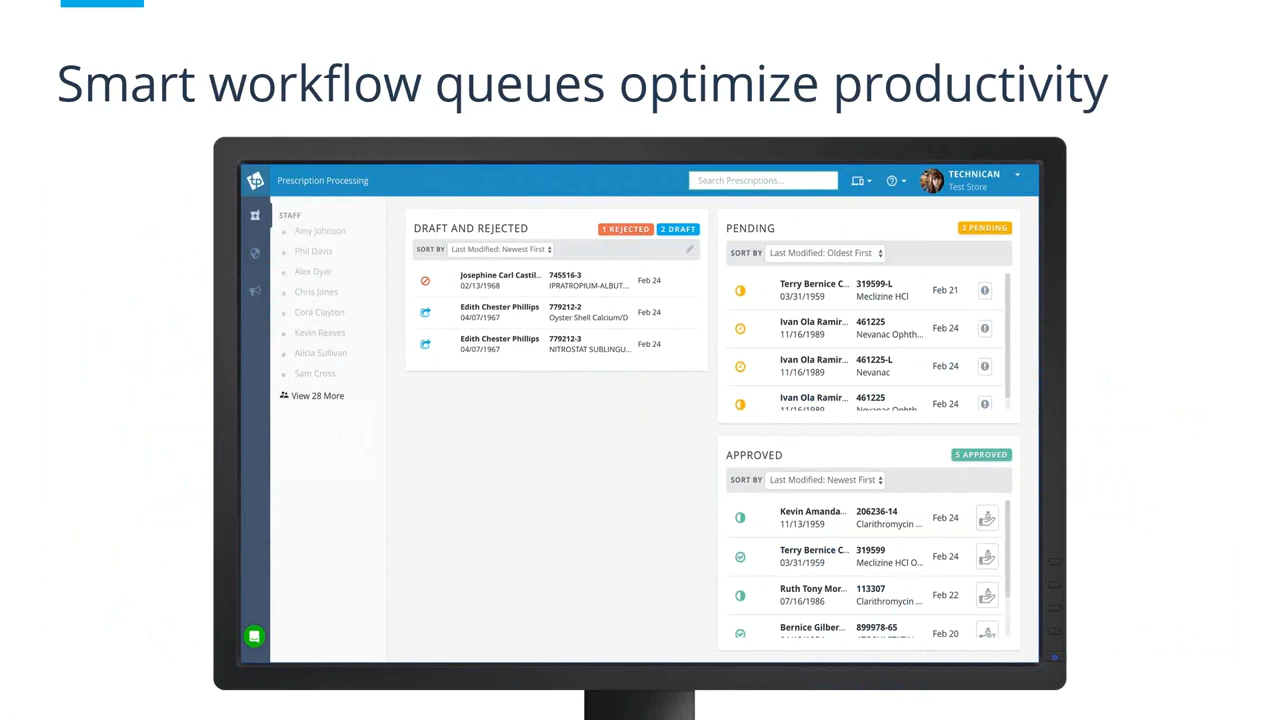 Smart workflow queues optimize productivity
tp
Prescription Processing
Search Prescriptions...
TECHNICAN
Test Store
STAFF
Amy Johnson
Phil Davis
Alex Dyer
Chris Jones
Cora Clayton
Kevin Reeves
Alicia Sullivan
Sam Cross
View 28 More
DRAFT AND REJECTED
1 REJECTED
2 DRAFT
SORT BY Last Modified: Newest First
Josephine Carl Castil... 745516-3
02/13/1968 IPRATROPIUM-ALBUT... Feb 24
Edith Chester Phillips 779212-2
04/07/1967 Oyster Shell Calcium/D Feb 24
Edith Chester Phillips 779212-3
04/07/1967 NITROSTAT SUBLINGU... Feb 24
PENDING
3 PENDING
SORT BY Last Modified: Oldest First
Terry Bernice C... 319599-L
03/31/1959 Meclizine HCl Feb 21
Ivan Ola Ramir... 461225
11/16/1989 Nevanac Ophth... Feb 24
Ivan Ola Ramir... 461225-L
11/16/1989 Nevanac Feb 24
Ivan Ola Ramir... 461225
11/16/1989 Nevanac Ophth... Feb 24
APPROVED
5 APPROVED
SORT BY Last Modified: Newest First
Kevin Amanda... 206236-14
11/13/1959 Clarithromycin ... Feb 24
Terry Bernice C... 319599
03/31/1959 Meclizine HCl O... Feb 24
Ruth Tony Mor... 113307
07/16/1986 Clarithromycin ... Feb 22
Bernice Gilber... 899978-65
Feb 20